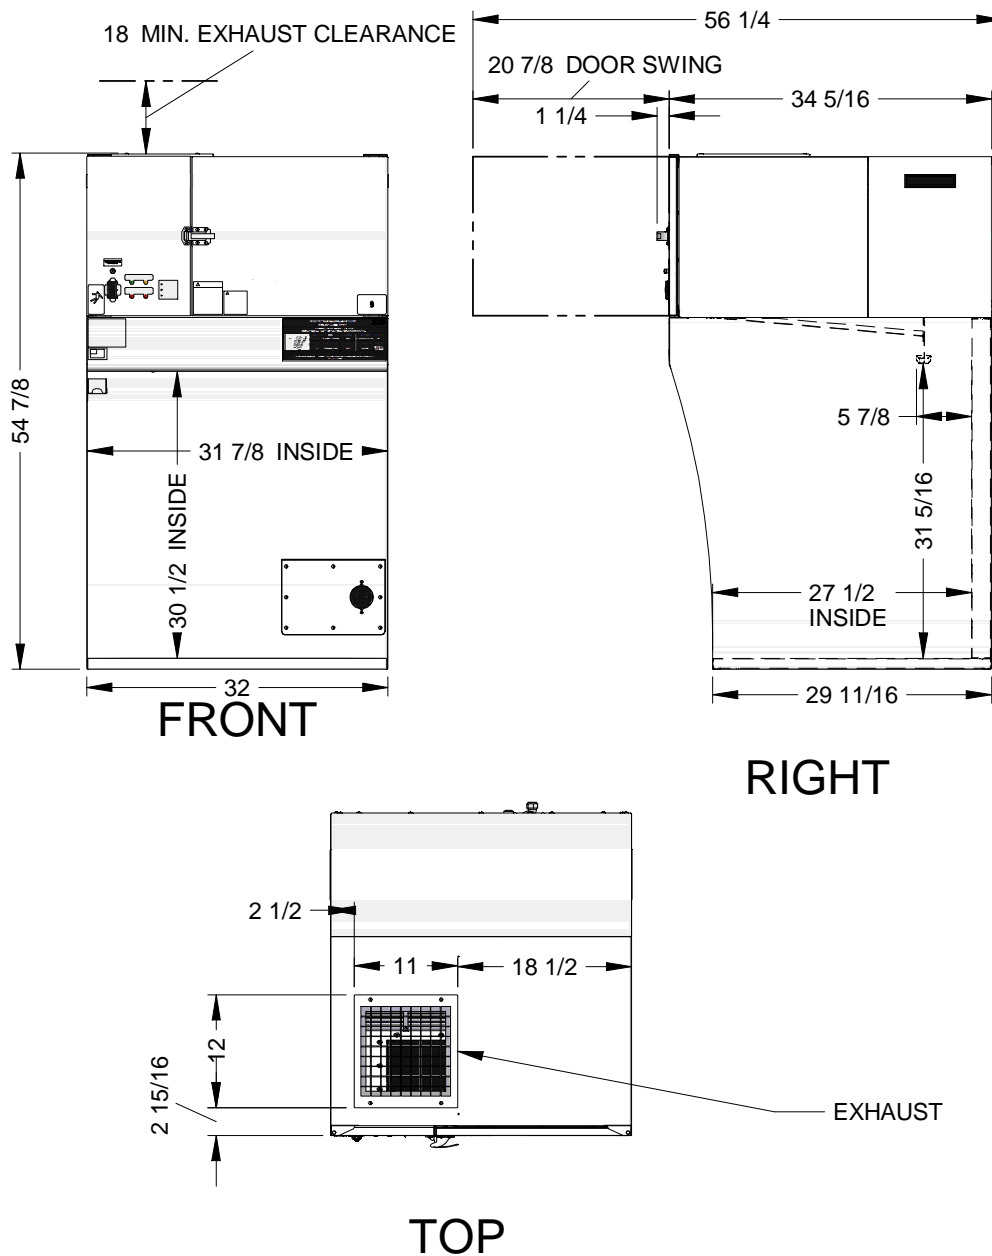 56 1/4
18 MIN. EXHAUST CLEARANCE
20 7/8 DOOR SWING
34 5/16
1 1/4
54 7/8
5 7/8
31 7/8 INSIDE
30 1/2 INSIDE
31 5/16
27 1/2
INSIDE
32
29 11/16
FRONT
RIGHT
2 1/2
11
18 1/2
12
2 15/16
EXHAUST
TOP